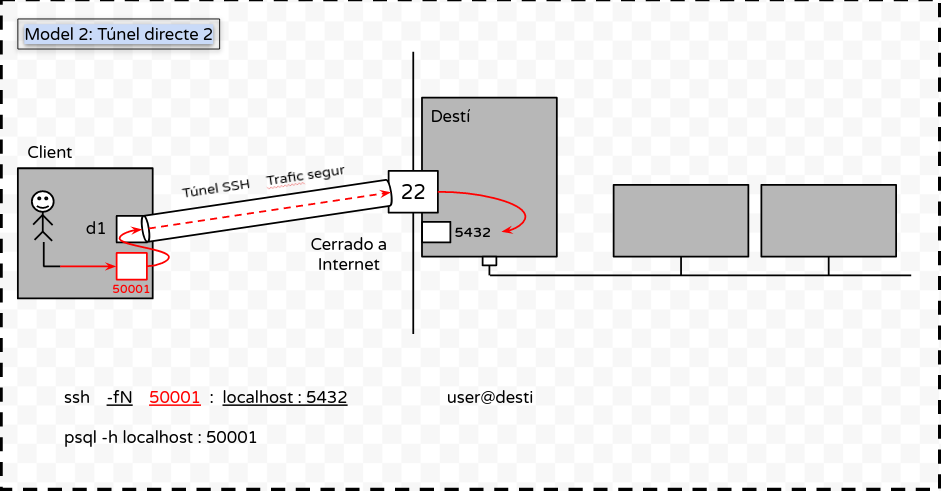 Model 2: Túnel directe 2
Destí
Client
Túnel SSH Trafic segur
22
d1
5432
Cerrado a
Internet
50001
ssh -fN 50001 : localhost : 5432 user@desti
psql -h localhost : 50001